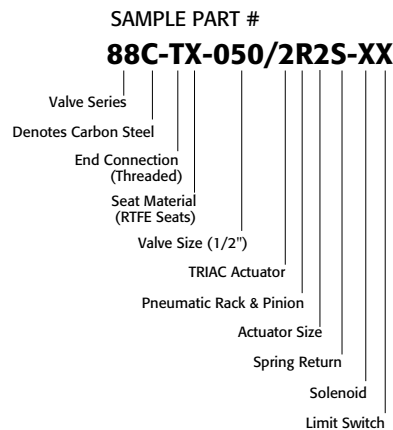 SAMPLE PART #
88C-TX-050/2R2S-XX
Valve Series
Denotes Carbon Steel
End Connection
(Threaded)
Seat Material
(RTFE Seats)
Valve Size (1/2")
TRIAC Actuator
Pneumatic Rack & Pinion
Actuator Size
Spring Return
Solenoid
Limit Switch